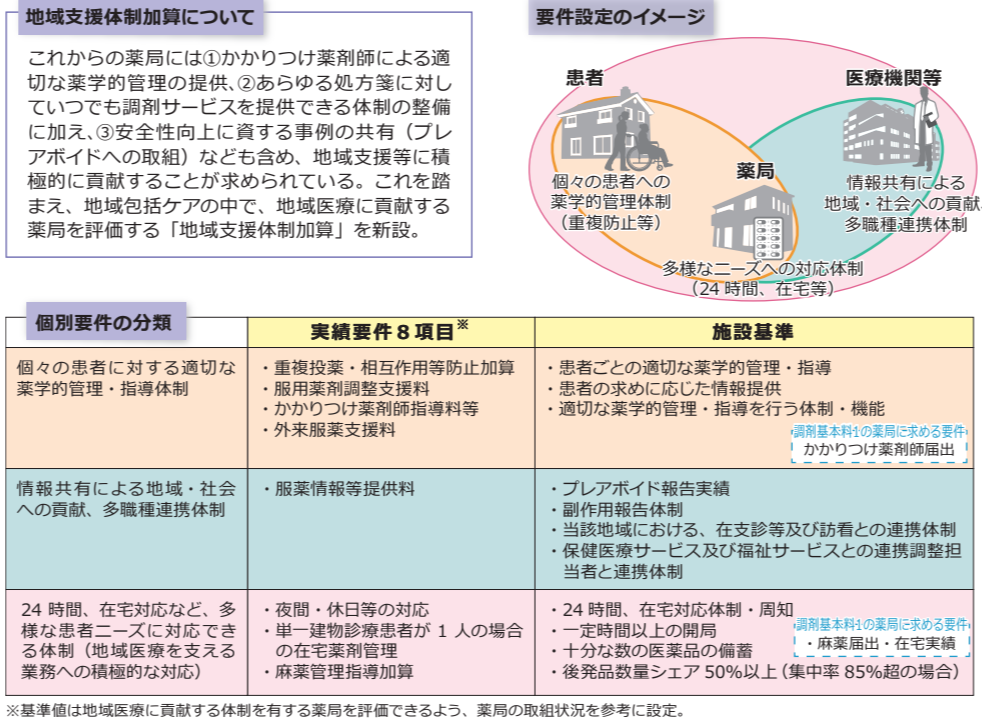 地域支援体制加算について
これからの薬局には①かかりつけ薬剤師による適
切な薬学的管理の提供、②あらゆる処方箋に対し
ていつでも調剤サービスを提供できる体制の整備
に加え、③安全性向上に資する事例の共有（プレ
アボイドへの取組）なども含め、地域支援等に積
極的に貢献することが求められている。これを踏
まえ、地域包括ケアの中で、地域医療に貢献する
薬局を評価する「地域支援体制加算」を新設。
要件設定のイメージ
患者
医療機関等
薬局
個々の患者への
薬学的管理体制
（重複防止等）
情報共有による
地域・社会への貢献、
多職種連携体制
多様なニーズへの対応体制
（24 時間、在宅等）
個別要件の分類
実績要件８項目※
施設基準
個々の患者に対する適切な
薬学的管理・指導体制
・重複投薬・相互作用等防止加算
・服用薬剤調整支援料
・かかりつけ薬剤師指導料等
・外来服薬支援料
・患者ごとの適切な薬学的管理・指導
・患者の求めに応じた情報提供
・適切な薬学的管理・指導を行う体制・機能
調剤基本料1の薬局に求める要件
かかりつけ薬剤師届出
情報共有による地域・社会
への貢献、多職種連携体制
・服薬情報等提供料
・プレアボイド報告実績
・副作用報告体制
・当該地域における、在支診等及び訪看との連携体制
・保健医療サービス及び福祉サービスとの連携調整担
当者と連携体制
24 時間、在宅対応など、多
様な患者ニーズに対応でき
る体制（地域医療を支える
業務への積極的な対応）
・夜間・休日等の対応
・単一建物診療患者が 1 人の場合
の在宅薬剤管理
・麻薬管理指導加算
・24 時間、在宅対応体制・周知
・一定時間以上の開局
・十分な数の医薬品の備蓄
・後発品数量シェア 50％以上（集中率 85％超の場合）
調剤基本料1の薬局に求める要件
・麻薬届出・在宅実績
※基準値は地域医療に貢献する体制を有する薬局を評価できるよう、薬局の取組状況を参考に設定。